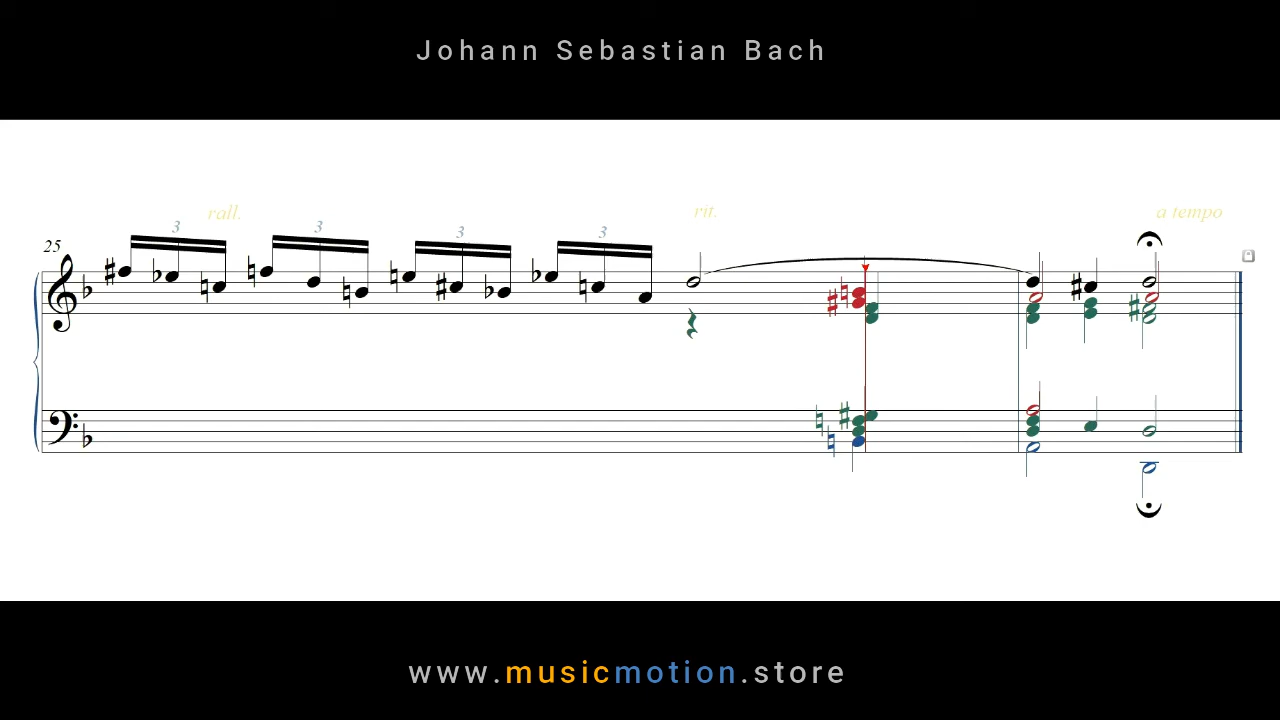 Johann Sebastian Bach
rall. rit. a tempo
3 3 3 3
25
www.musicmotion.store